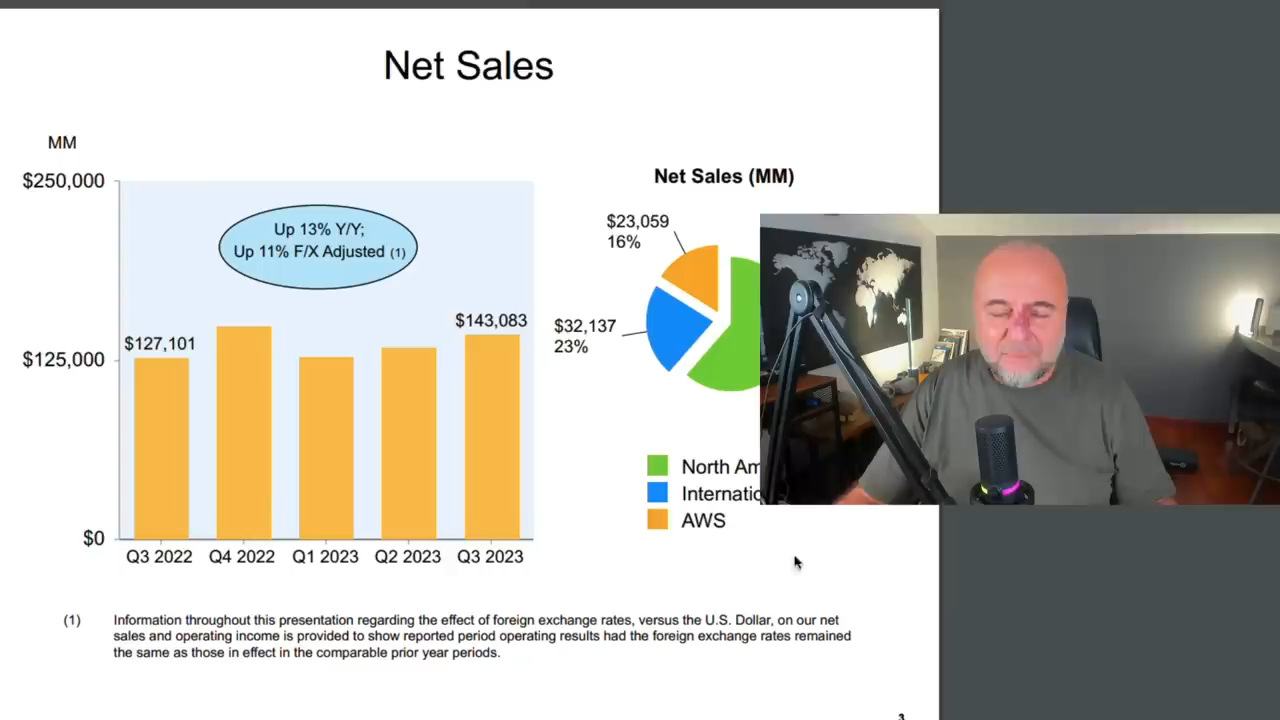 Net Sales
MM
$250,000
$125,000
$0
Up 13% Y/Y;
Up 11% F/X Adjusted (1)
$127,101
$143,083
Q3 2022 Q4 2022 Q1 2023 Q2 2023 Q3 2023
Net Sales (MM)
$23,059
16%
$32,137
23%
North Am
Internatio
AWS
(1) Information throughout this presentation regarding the effect of foreign exchange rates, versus the U.S. Dollar, on our net
sales and operating income is provided to show reported period operating results had the foreign exchange rates remained
the same as those in effect in the comparable prior year periods.
3